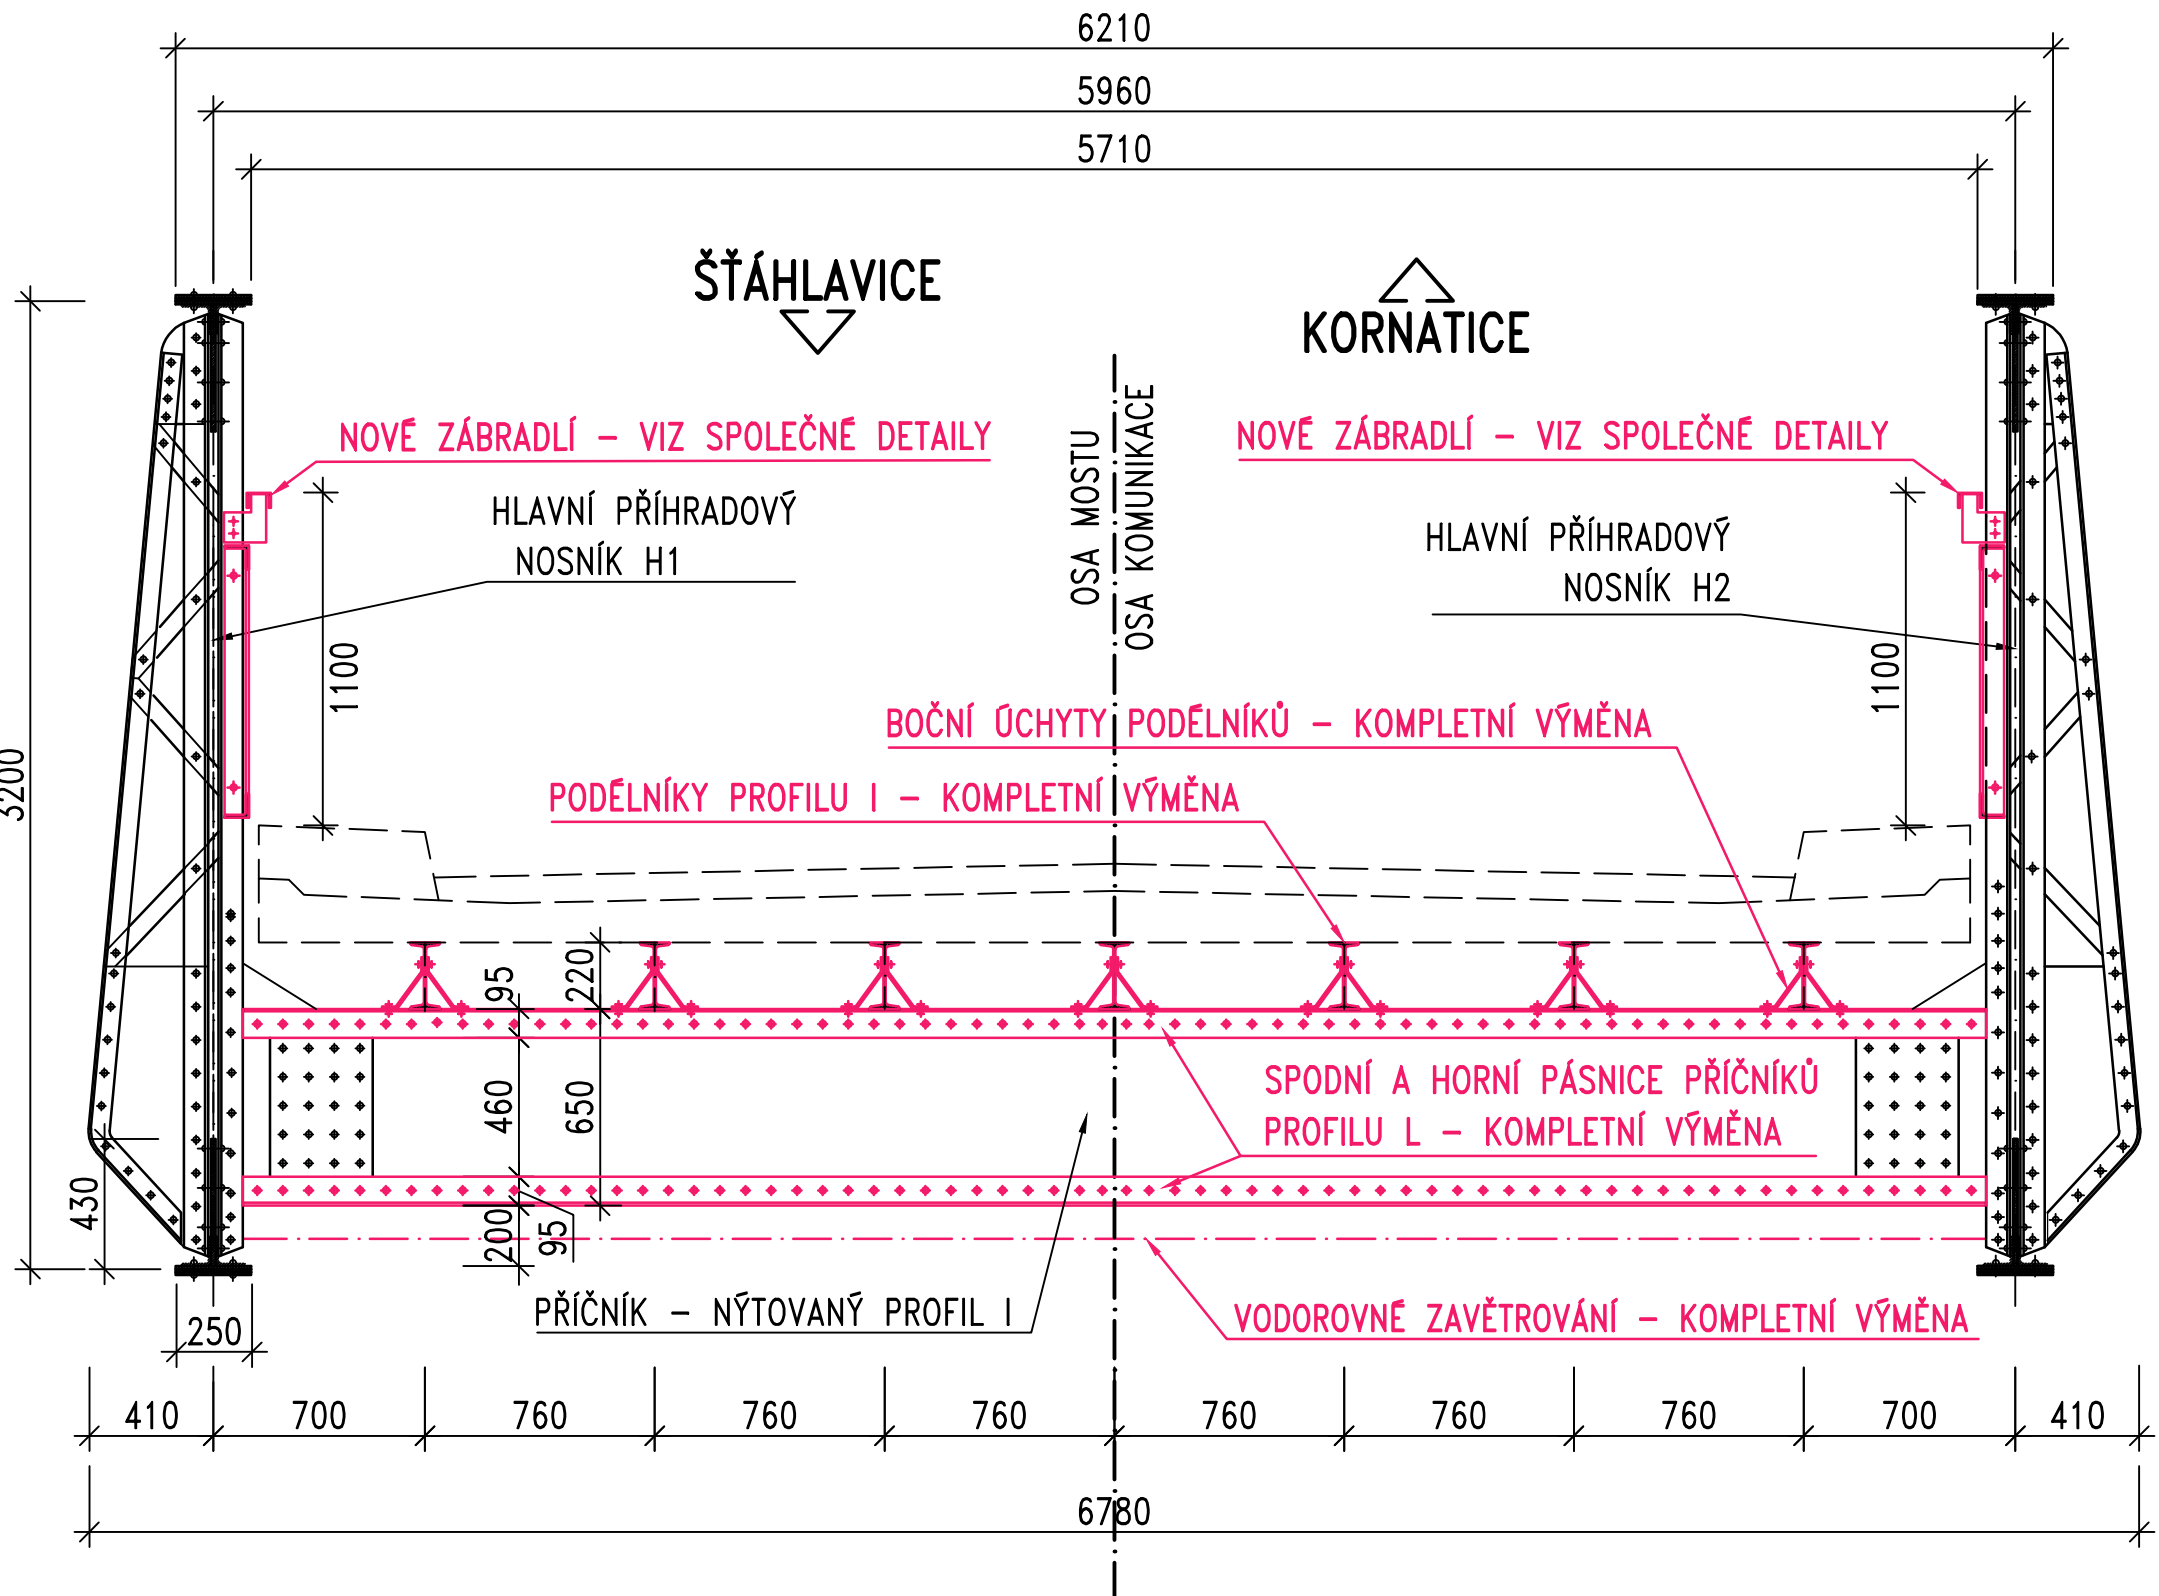 6210
5960
5710
ŠŤÁHLAVICE
KORNATICE
NOVÉ ZÁBRADLÍ – VIZ SPOLEČNÉ DETAILY
NOVÉ ZÁBRADLÍ – VIZ SPOLEČNÉ DETAILY
OSA MOSTU
OSA KOMUNIKACE
HLAVNÍ PŘÍHRADOVÝ
NOSNÍK H1
HLAVNÍ PŘÍHRADOVÝ
NOSNÍK H2
1100
1100
3200
BOČNÍ ÚCHYTY PODÉLNÍKŮ – KOMPLETNÍ VÝMĚNA
PODÉLNÍKY PROFILU I – KOMPLETNÍ VÝMĚNA
95
220
460
650
SPODNÍ A HORNÍ PÁSNICE PŘÍČNÍKŮ
PROFILU L – KOMPLETNÍ VÝMĚNA
430
200
95
PŘÍČNÍK – NÝTOVANÝ PROFIL I
VODOROVNÉ ZAVĚTROVÁNÍ – KOMPLETNÍ VÝMĚNA
250
410 700 760 760 760 760 760 760 700 410
6780